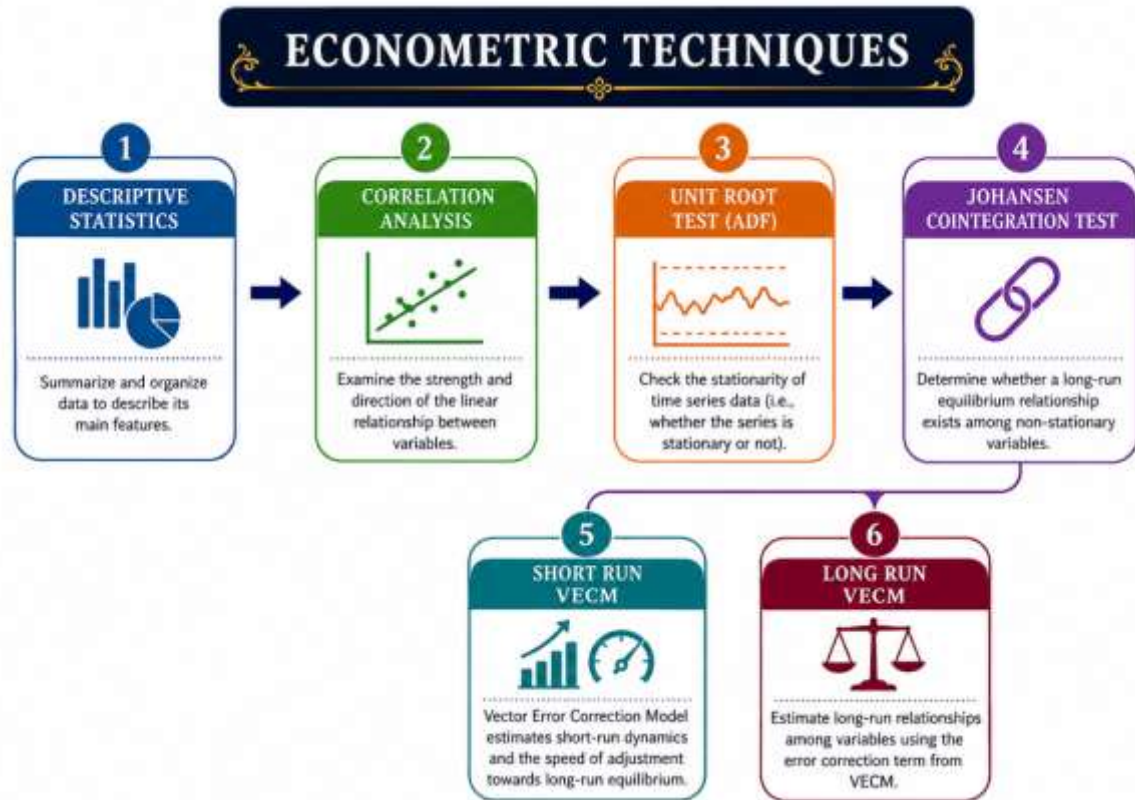 ECONOMETRIC TECHNIQUES
1
DESCRIPTIVE
STATISTICS
Summarize and organize
data to describe its
main features.
2
CORRELATION
ANALYSIS
Examine the strength and
direction of the linear
relationship between
variables.
3
UNIT ROOT
TEST (ADF)
Check the stationarity of
time series data (i.e.,
whether the series is
stationary or not).
4
JOHANSEN
COINTEGRATION TEST
Determine whether a long-run
equilibrium relationship
exists among non-stationary
variables.
5
SHORT RUN
VECM
Vector Error Correction Model
estimates short-run dynamics
and the speed of adjustment
towards long-run equilibrium.
6
LONG RUN
VECM
Estimate long-run relationships
among variables using the
error correction term from
VECM.